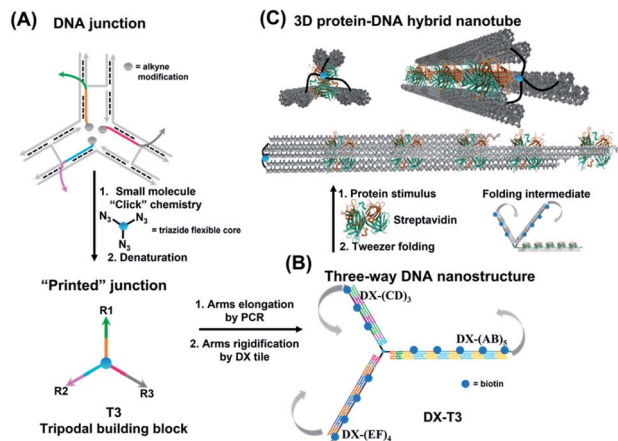 (A)
DNA junction
= alkyne
modification
1. Small molecule
"Click" chemistry
N₃
N₃
N₃
= triazide flexible core
2. Denaturation
"Printed" junction
R1
R2
R3
T3
Tripodal building block
1. Arms elongation
by PCR
2. Arms rigidification
by DX tile
(C) 3D protein-DNA hybrid nanotube
1. Protein stimulus
Streptavidin
2. Tweezer folding
Folding intermediate
(B)
Three-way DNA nanostructure
DX-(CD)₃
DX-(AB)₅
= biotin
DX-(EF)₄
DX-T3